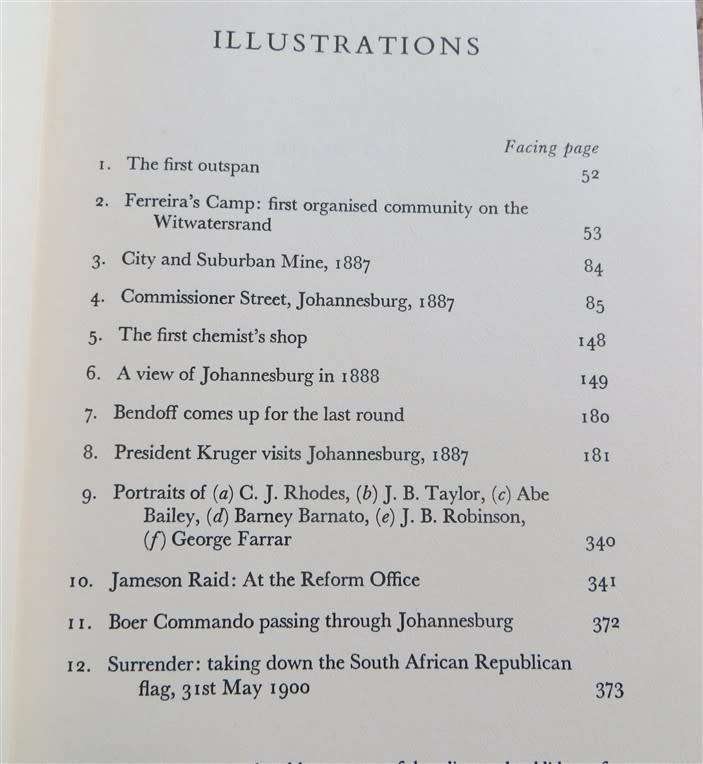 ILLUSTRATIONS
Facing page
1. The first outspan 52
2. Ferreira's Camp: first organised community on the
Witwatersrand 53
3. City and Suburban Mine, 1887 84
4. Commissioner Street, Johannesburg, 1887 85
5. The first chemist's shop 148
6. A view of Johannesburg in 1888 149
7. Bendoff comes up for the last round 180
8. President Kruger visits Johannesburg, 1887 181
9. Portraits of (a) C. J. Rhodes, (b) J. B. Taylor, (c) Abe
Bailey, (d) Barney Barnato, (e) J. B. Robinson,
(f) George Farrar 340
10. Jameson Raid: At the Reform Office 341
11. Boer Commando passing through Johannesburg 372
12. Surrender: taking down the South African Republican
flag, 31st May 1900 373